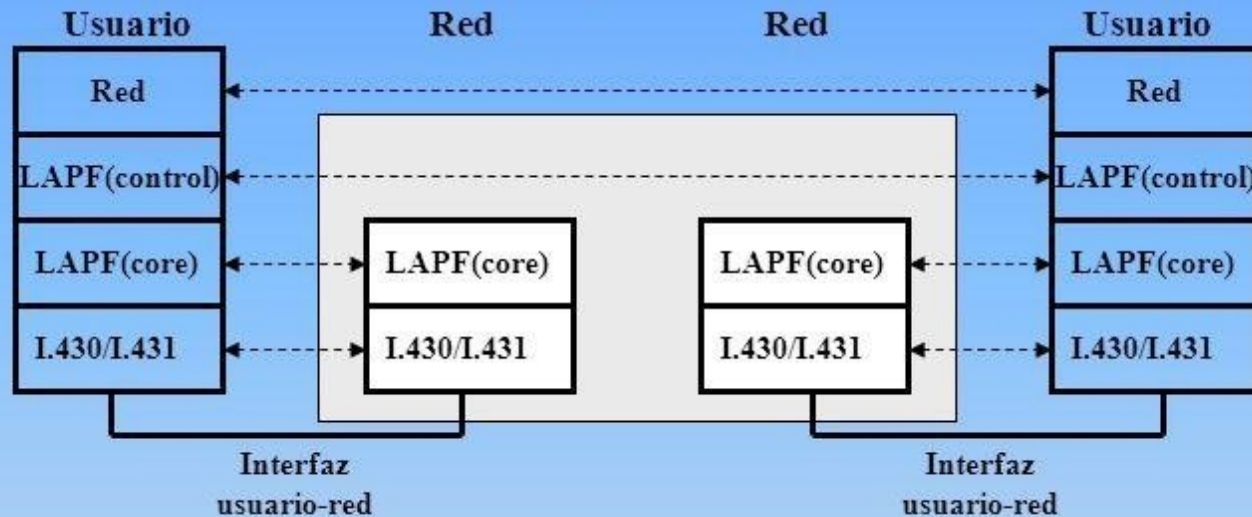 Usuario Red Red Usuario
Red Red
LAPF(control) LAPF(control)
LAPF(core) LAPF(core) LAPF(core) LAPF(core)
I.430/I.431 I.430/I.431 I.430/I.431 I.430/I.431
Interfaz Interfaz
usuario-red usuario-red